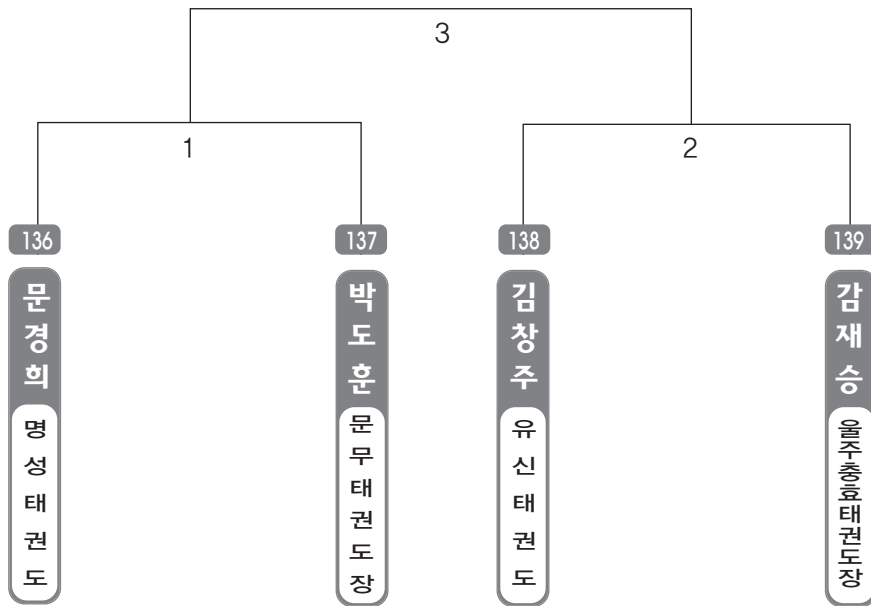 3
1
2
136
137
138
139
문경희
박도훈
김창주
감재승
명성태권도
문무태권도장
유신태권도
울주충효태권도장